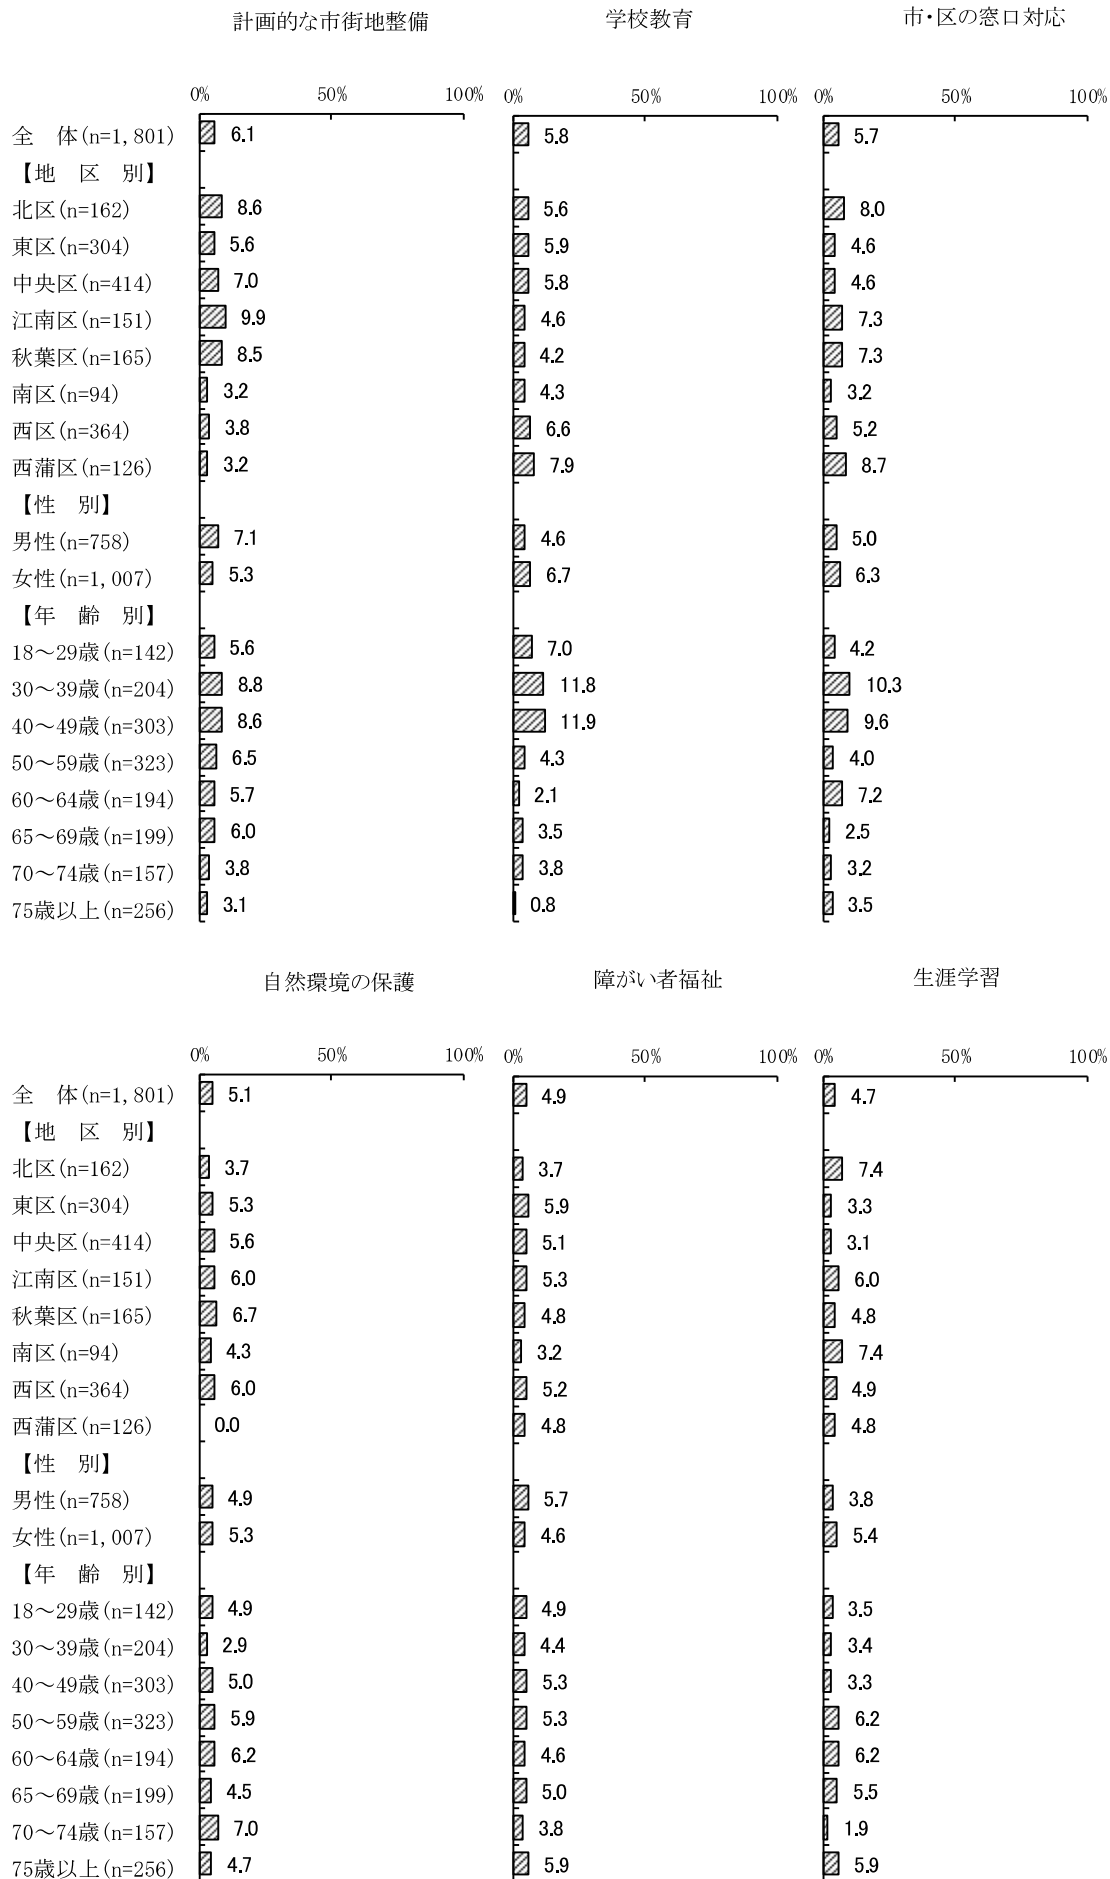 計画的な市街地整備　学校教育　市・区の窓口対応
0%　50%　100%　0%　50%　100%　0%　50%　100%
全　体(n=1,801)　6.1　5.8　5.7
【地　区　別】
北区(n=162)　8.6　5.6　8.0
東区(n=304)　5.6　5.9　4.6
中央区(n=414)　7.0　5.8　4.6
江南区(n=151)　9.9　4.6　7.3
秋葉区(n=165)　8.5　4.2　7.3
南区(n=94)　3.2　4.3　3.2
西区(n=364)　3.8　6.6　5.2
西蒲区(n=126)　3.2　7.9　8.7
【性　別】
男性(n=758)　7.1　4.6　5.0
女性(n=1,007)　5.3　6.7　6.3
【年　齢　別】
18～29歳(n=142)　5.6　7.0　4.2
30～39歳(n=204)　8.8　11.8　10.3
40～49歳(n=303)　8.6　11.9　9.6
50～59歳(n=323)　6.5　4.3　4.0
60～64歳(n=194)　5.7　2.1　7.2
65～69歳(n=199)　6.0　3.5　2.5
70～74歳(n=157)　3.8　3.8　3.2
75歳以上(n=256)　3.1　0.8　3.5
自然環境の保護　障がい者福祉　生涯学習
0%　50%　100%　0%　50%　100%　0%　50%　100%
全　体(n=1,801)　5.1　4.9　4.7
【地　区　別】
北区(n=162)　3.7　3.7　7.4
東区(n=304)　5.3　5.9　3.3
中央区(n=414)　5.6　5.1　3.1
江南区(n=151)　6.0　5.3　6.0
秋葉区(n=165)　6.7　4.8　4.8
南区(n=94)　4.3　3.2　7.4
西区(n=364)　6.0　5.2　4.9
西蒲区(n=126)　0.0　4.8　4.8
【性　別】
男性(n=758)　4.9　5.7　3.8
女性(n=1,007)　5.3　4.6　5.4
【年　齢　別】
18～29歳(n=142)　4.9　4.9　3.5
30～39歳(n=204)　2.9　4.4　3.4
40～49歳(n=303)　5.0　5.3　3.3
50～59歳(n=323)　5.9　5.3　6.2
60～64歳(n=194)　6.2　4.6　6.2
65～69歳(n=199)　4.5　5.0　5.5
70～74歳(n=157)　7.0　3.8　1.9
75歳以上(n=256)　4.7　5.9　5.9